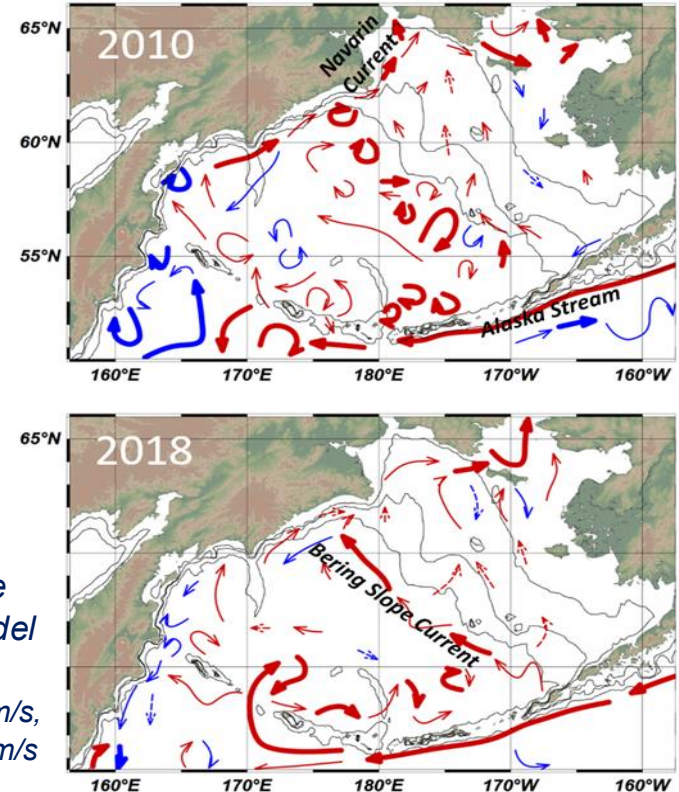 65°N
2010
Navarin
Current
60°N
55°N
Alaska Stream
160°E 170°E 180°E 170°W 160°W
65°N
2018
Bering Slope Current
e
del
m/s,
m/s
160°E 170°E 180°E 170°W 160°W